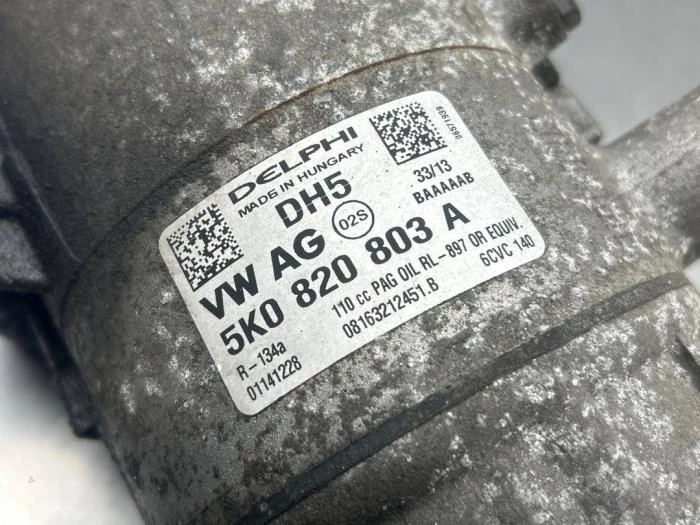 DELPHI
MADE IN HUNGARY
DH5
33/13
BAAAAAB
06571939
VW AG 02S
5K0 820 803 A
110 cc PAG OIL RL-897 OR EQUIV.
R-134a
08163212451.B
6CVC 140
01141228